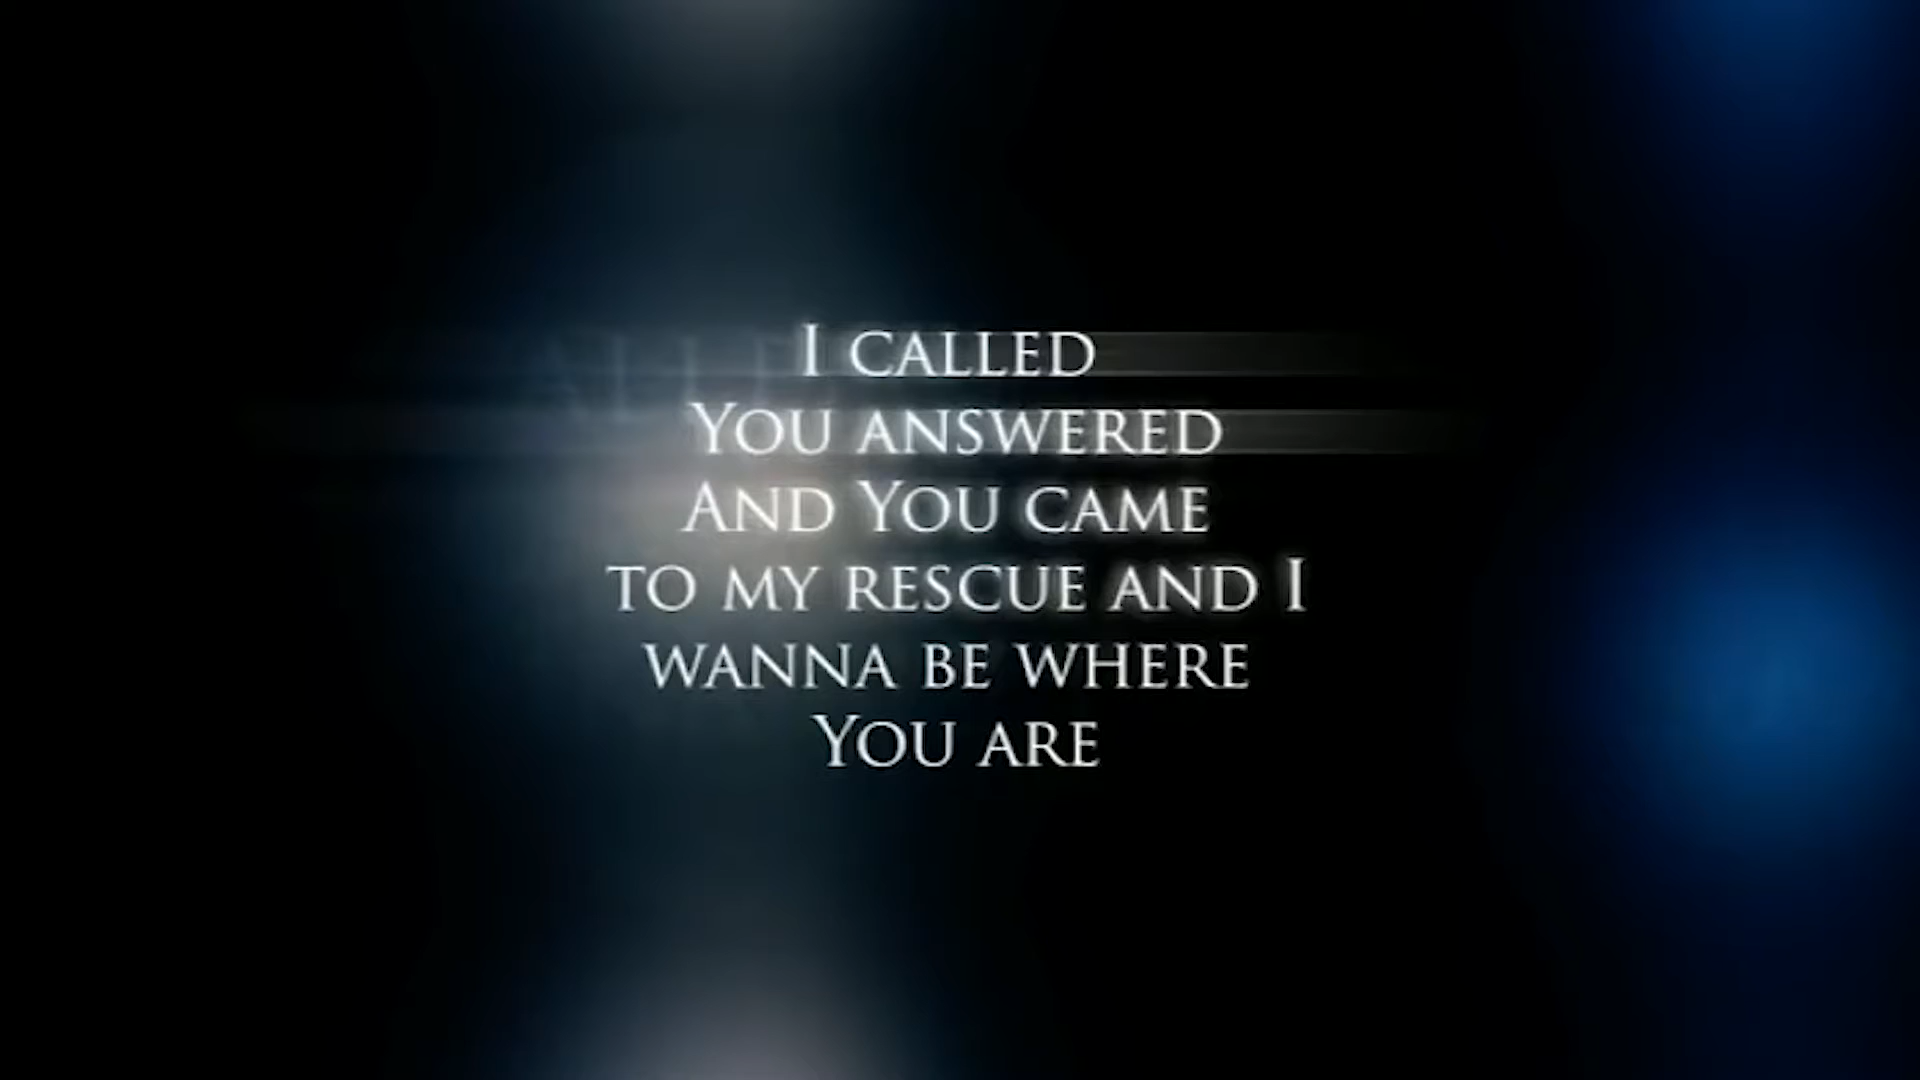 I CALLED
YOU ANSWERED
AND YOU CAME
TO MY RESCUE AND I
WANNA BE WHERE
YOU ARE